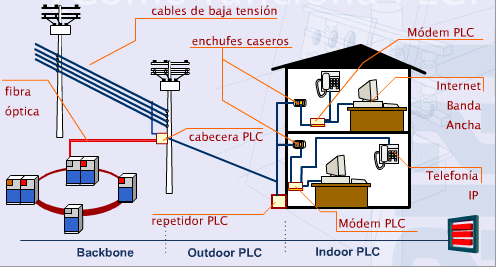 cables de baja tensión
enchufes caseros
Módem PLC
fibra
óptica
Internet
Banda
Ancha
cabecera PLC
Telefonía
IP
repetidor PLC
Módem PLC
Backbone
Outdoor PLC
Indoor PLC